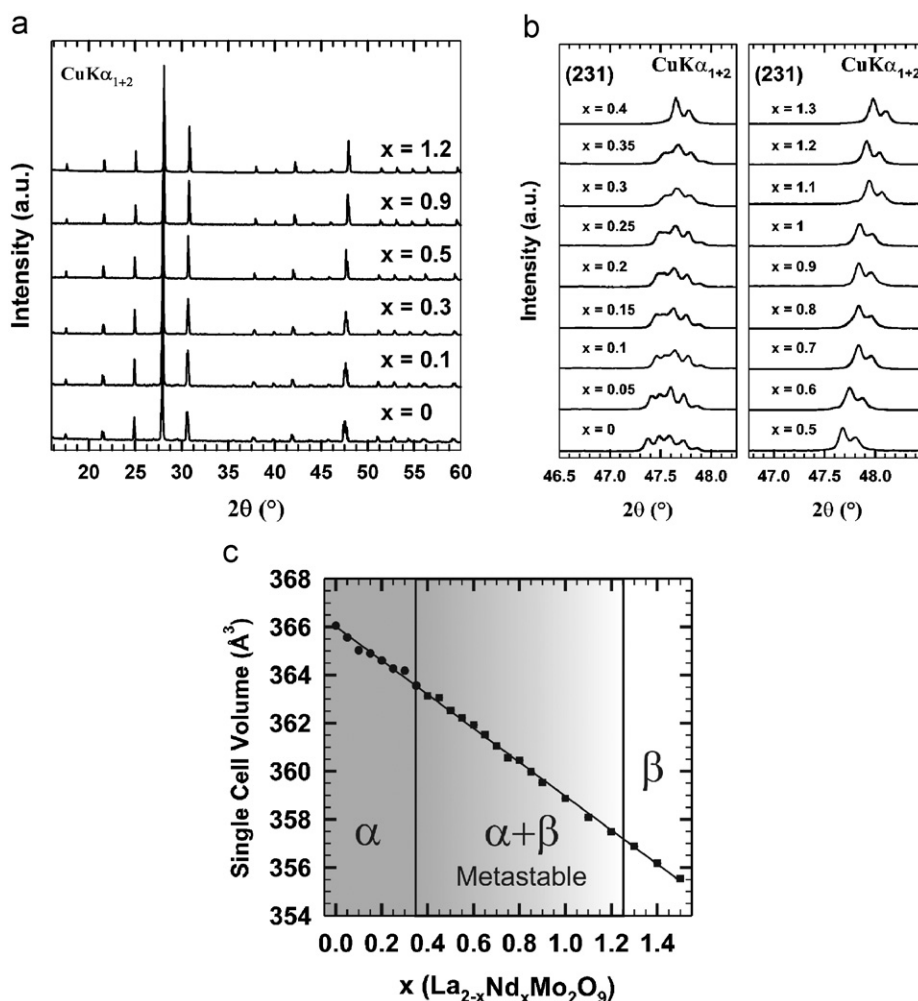 a
CuKα1+2
Intensity (a.u.)
x = 1.2
x = 0.9
x = 0.5
x = 0.3
x = 0.1
x = 0
20 25 30 35 40 45 50 55 60
2θ (°)
b
(231) CuKα1+2
Intensity (a.u.)
x = 0.4
x = 0.35
x = 0.3
x = 0.25
x = 0.2
x = 0.15
x = 0.1
x = 0.05
x = 0
46.5 47.0 47.5 48.0
2θ (°)
(231) CuKα1+2
x = 1.3
x = 1.2
x = 1.1
x = 1
x = 0.9
x = 0.8
x = 0.7
x = 0.6
x = 0.5
47.0 47.5 48.0
2θ (°)
c
Single Cell Volume (Å3)
368
366
364
362
360
358
356
354
α
α+β
Metastable
β
0.0 0.2 0.4 0.6 0.8 1.0 1.2 1.4
x (La2-xNdxMo2O9)